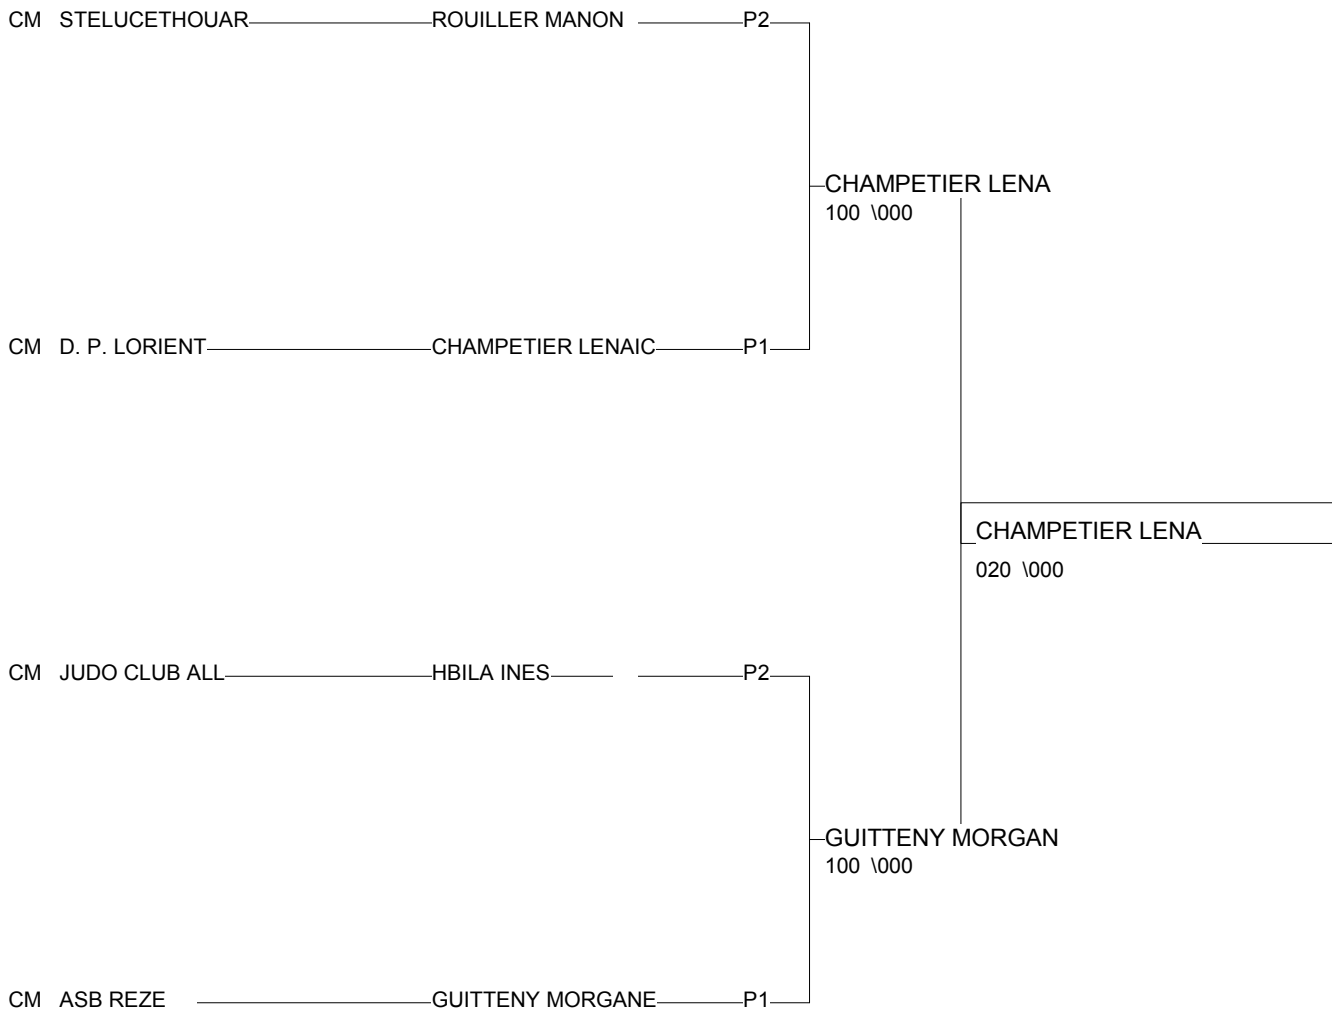 CM STELUCETHOUAR ROUILLER MANON P2
CHAMPETIER LENA
100 \000
CM D. P. LORIENT CHAMPETIER LENAIC P1
CHAMPETIER LENA
020 \000
CM JUDO CLUB ALL HBILA INES P2
GUITTENY MORGAN
100 \000
CM ASB REZE GUITTENY MORGANE P1